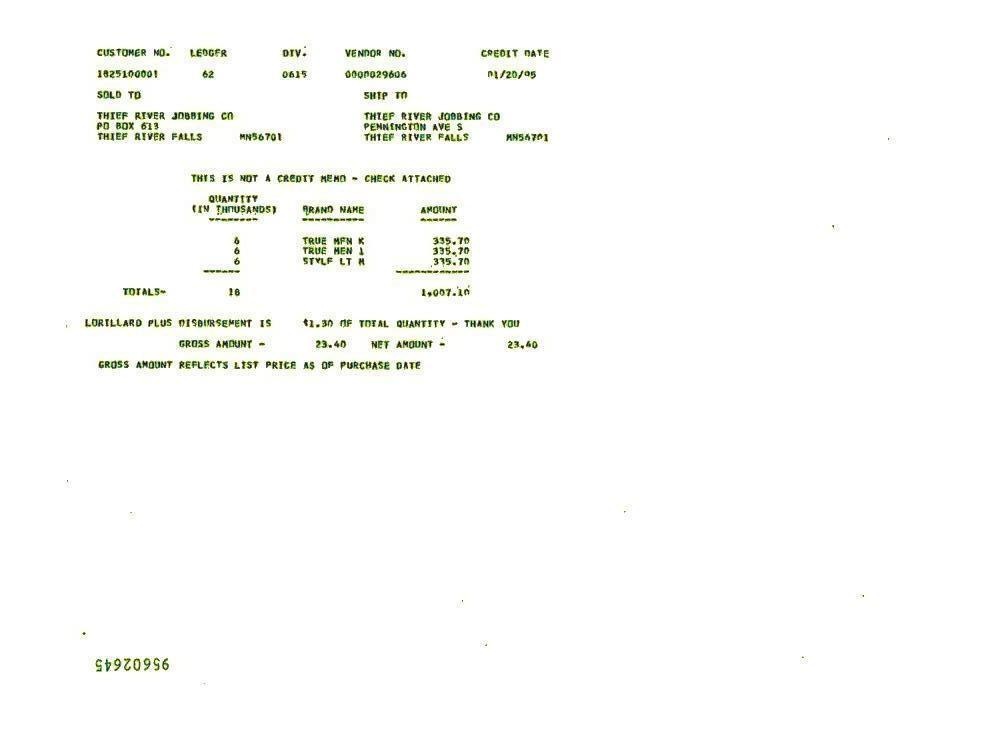 CUSTOMER NO. LEDGER DIV. VENDOR NO. CREDIT DATE
1825100001 62 0615 0000029606 01/20/95
SOLD TO SHIP TO
THIEF RIVER JOBBING CO THIEF RIVER JOBBING CO
PO BOX 613 PENNINGTON AVE S
THIEF RIVER FALLS MN56701 THIEF RIVER FALLS MN56701
THIS IS NOT A CREDIT MEMO - CHECK ATTACHED
QUANTITY
(IN THOUSANDS) BRAND NAME AMOUNT
6 TRUE MEN K 335.70
6 TRUE MEN 1 335.70
6 STYLE LT M 335.70
TOTALS- 18 1,007.10
LORILLARD PLUS DISBURSEMENT IS $1.30 OF TOTAL QUANTITY - THANK YOU
GROSS AMOUNT - 23.40 NET AMOUNT - 23.40
GROSS AMOUNT REFLECTS LIST PRICE AS OF PURCHASE DATE
95602645